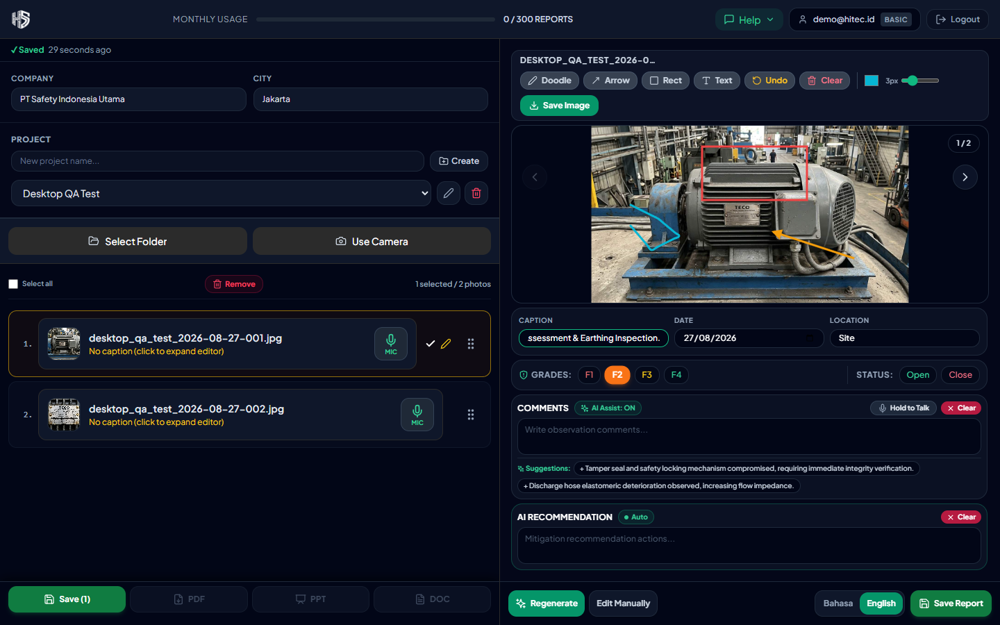 HS
MONTHLY USAGE
0 / 300 REPORTS
Help
demo@hitec.id BASIC
Logout
✓ Saved 29 seconds ago
COMPANY
CITY
PT Safety Indonesia Utama
Jakarta
PROJECT
New project name...
Create
Desktop QA Test
Select Folder
Use Camera
Select all
Remove
1 selected / 2 photos
1.
desktop_qa_test_2026-08-27-001.jpg
No caption (click to expand editor)
MIC
2.
desktop_qa_test_2026-08-27-002.jpg
No caption (click to expand editor)
MIC
Save (1)
PDF
PPT
DOC
DESKTOP_QA_TEST_2026-0...
Doodle
Arrow
Rect
Text
Undo
Clear
3px
Save Image
1 / 2
TECO
CAPTION
DATE
LOCATION
ssessment & Earthing Inspection.
27/08/2026
Site
GRADES:
F1
F2
F3
F4
STATUS:
Open
Close
COMMENTS
AI Assist: ON
Hold to Talk
Clear
Write observation comments...
Suggestions:
+ Tamper seal and safety locking mechanism compromised, requiring immediate integrity verification.
+ Discharge hose elastomeric deterioration observed, increasing flow impedance.
AI RECOMMENDATION
Auto
Clear
Mitigation recommendation actions...
Regenerate
Edit Manually
Bahasa
English
Save Report